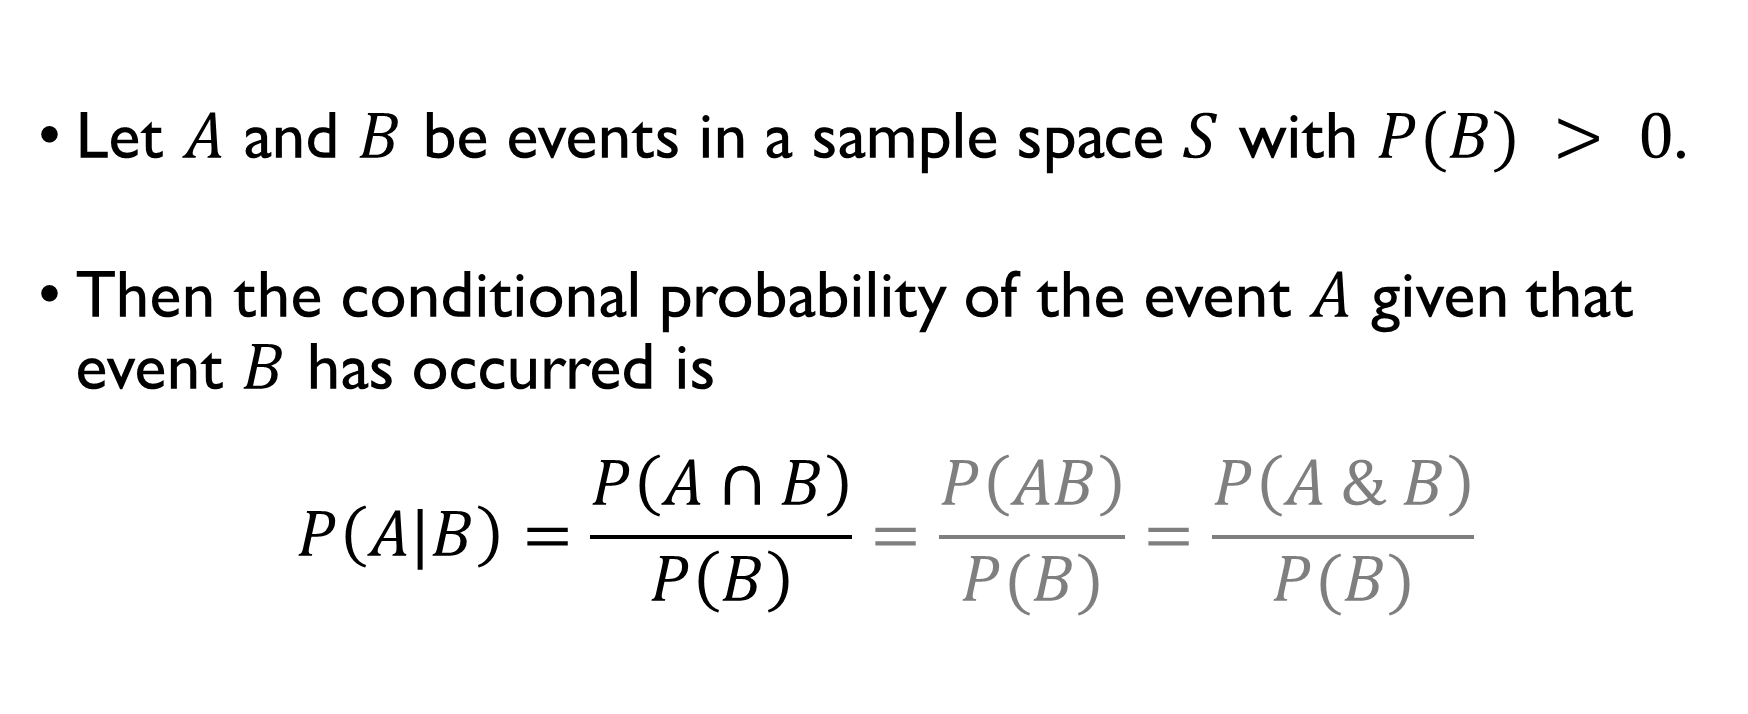 • Let A and B be events in a sample space S with P(B) > 0.
• Then the conditional probability of the event A given that
event B has occurred is
P(A|B) = P(A ∩ B) / P(B) = P(AB) / P(B) = P(A & B) / P(B)